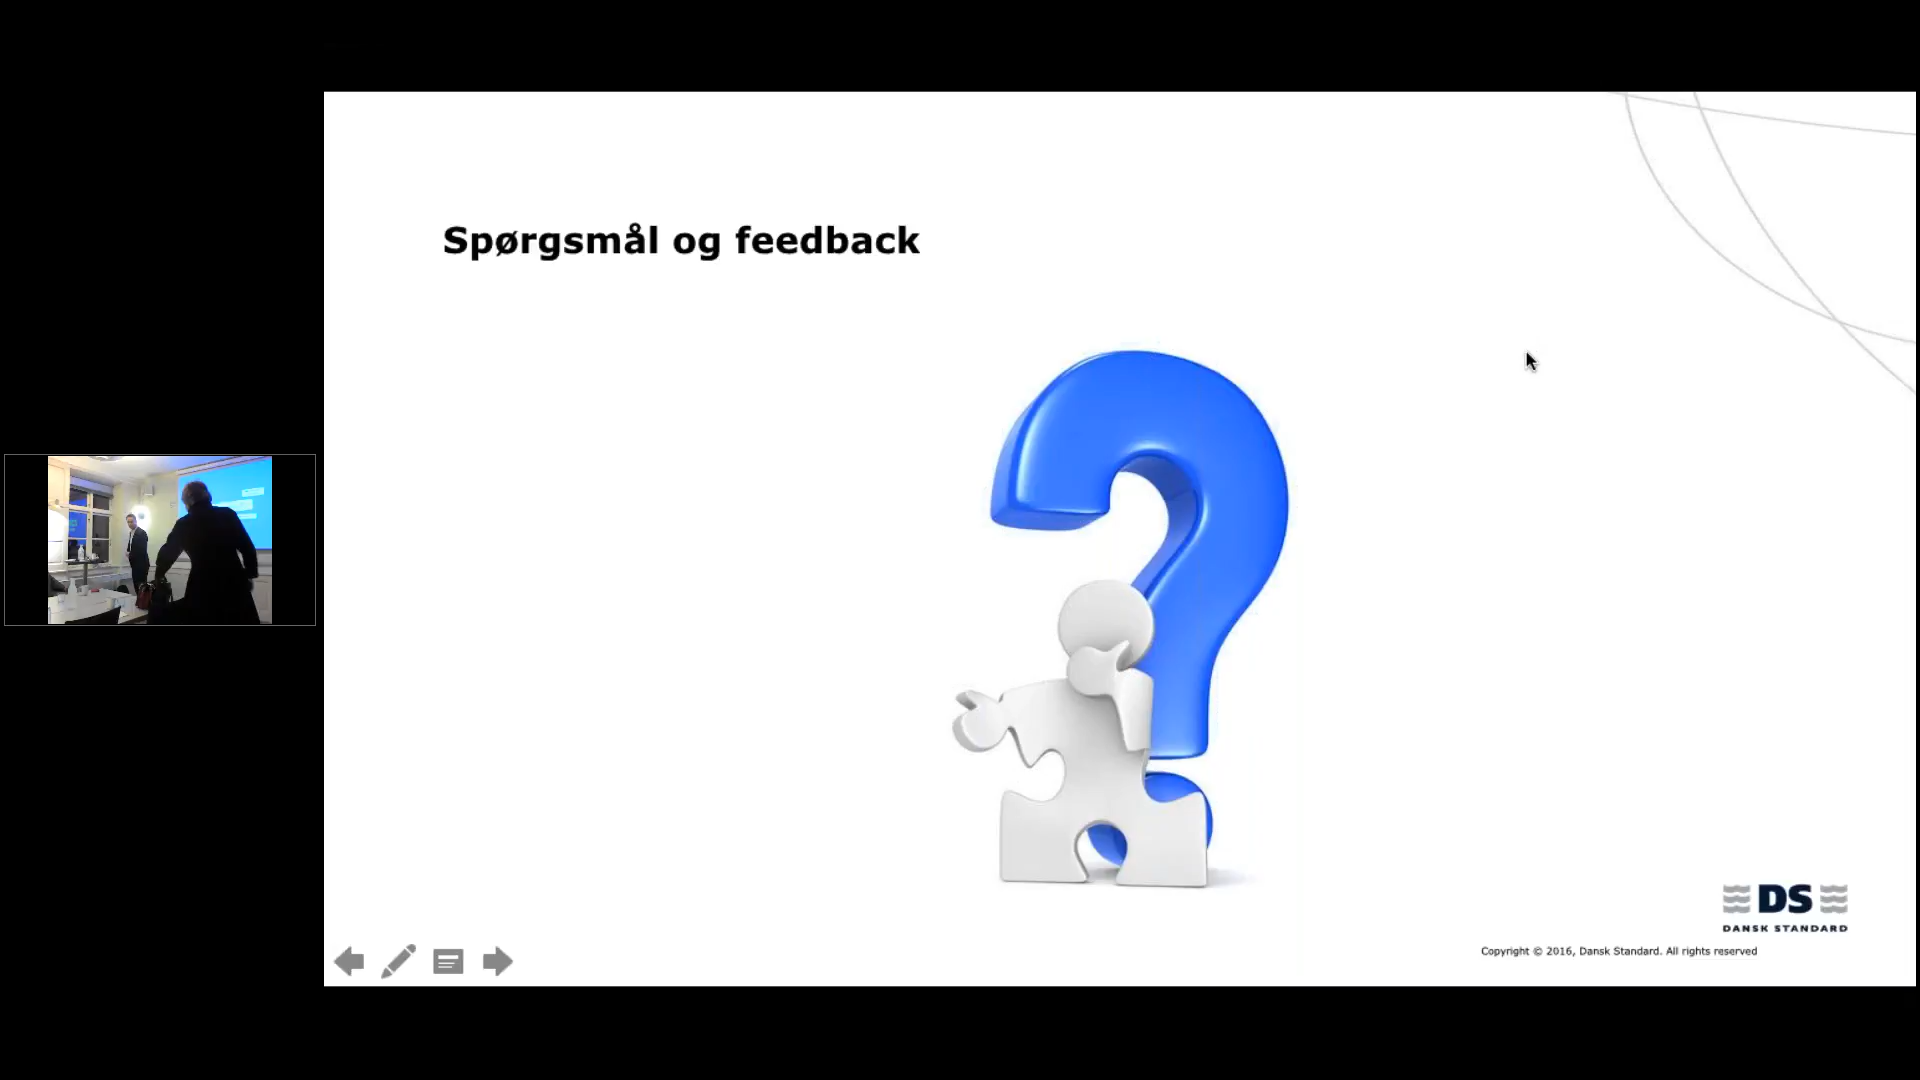 Spørgsmål og feedback
DS
DANSK STANDARD
Copyright © 2016, Dansk Standard. All rights reserved